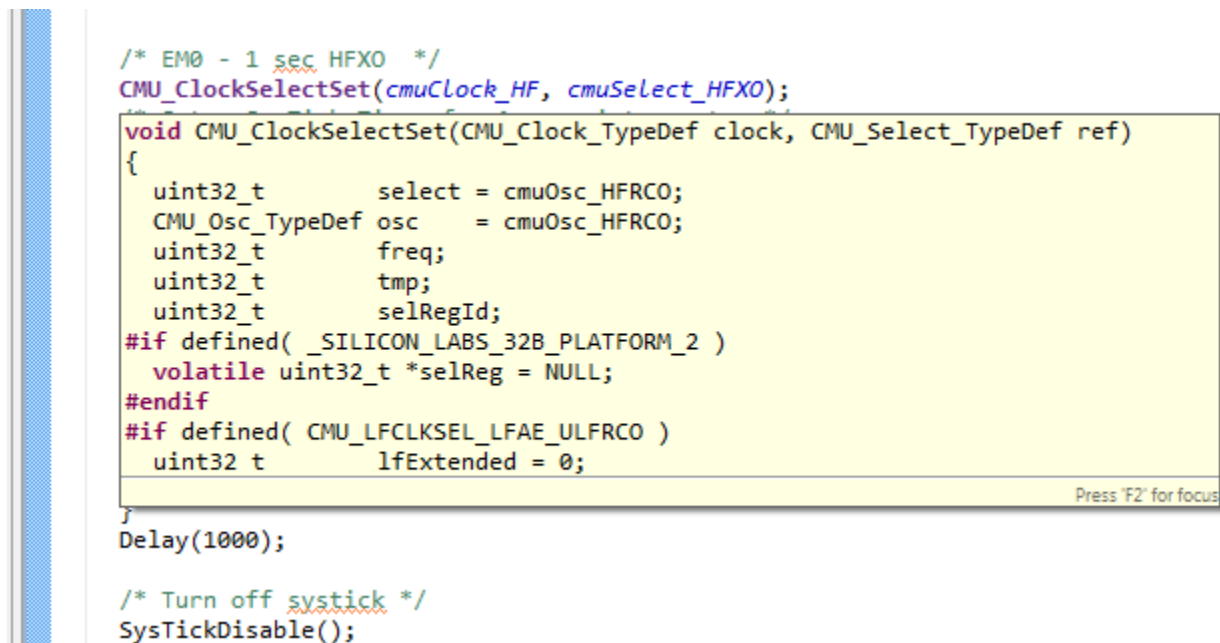 /* EM0 - 1 sec HFXO  */
CMU_ClockSelectSet(cmuClock_HF, cmuSelect_HFXO);
void CMU_ClockSelectSet(CMU_Clock_TypeDef clock, CMU_Select_TypeDef ref)
{
  uint32_t        select = cmuOsc_HFRCO;
  CMU_Osc_TypeDef osc    = cmuOsc_HFRCO;
  uint32_t        freq;
  uint32_t        tmp;
  uint32_t        selRegId;
#if defined( _SILICON_LABS_32B_PLATFORM_2 )
  volatile uint32_t *selReg = NULL;
#endif
#if defined( CMU_LFCLKSEL_LFAE_ULFRCO )
  uint32_t        lfExtended = 0;
Press 'F2' for focus
}
Delay(1000);
/* Turn off systick */
SysTickDisable();